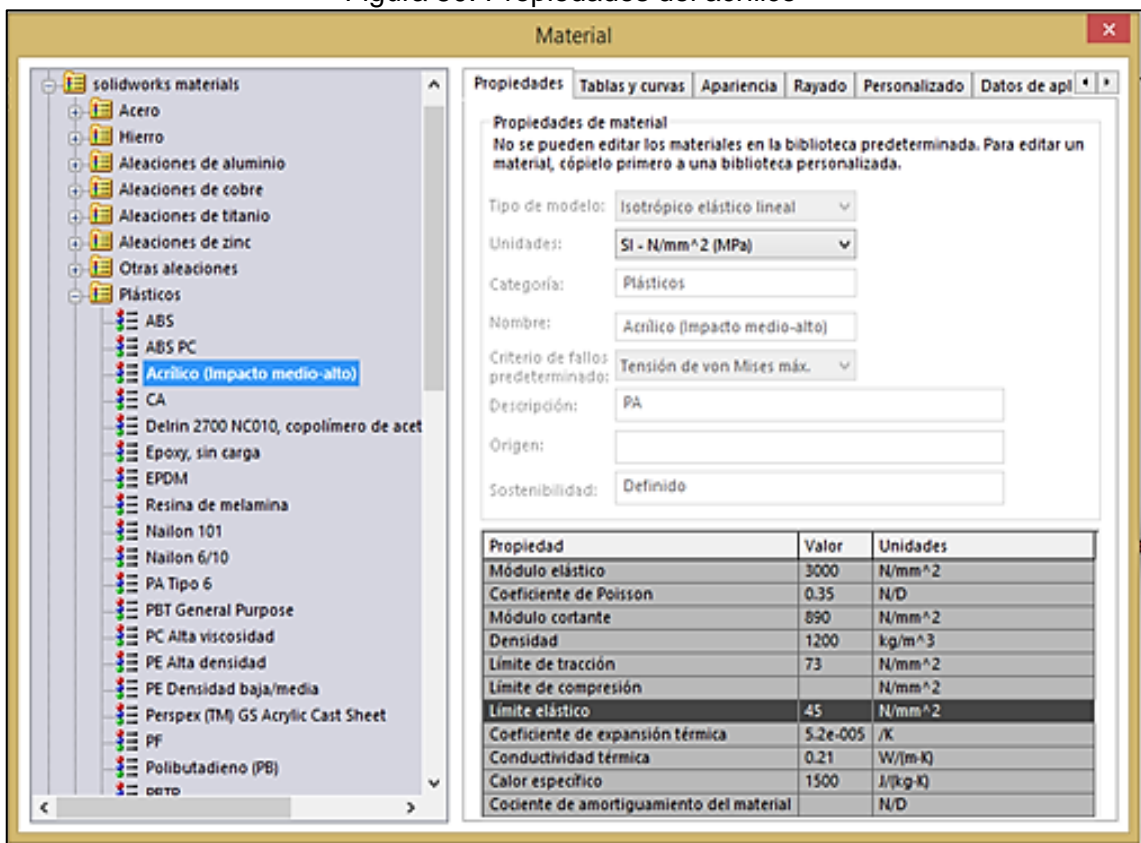 Material
solidworks materials
Acero
Hierro
Aleaciones de aluminio
Aleaciones de cobre
Aleaciones de titanio
Aleaciones de zinc
Otras aleaciones
Plásticos
ABS
ABS PC
Acrílico (Impacto medio-alto)
CA
Delrin 2700 NC010, copolímero de acet
Epoxy, sin carga
EPDM
Resina de melamina
Nailon 101
Nailon 6/10
PA Tipo 6
PBT General Purpose
PC Alta viscosidad
PE Alta densidad
PE Densidad baja/media
Perspex (TM) GS Acrylic Cast Sheet
PF
Polibutadieno (PB)
Propiedades Tablas y curvas Apariencia Rayado Personalizado Datos de apl
Propiedades de material
No se pueden editar los materiales en la biblioteca predeterminada. Para editar un
material, cópielo primero a una biblioteca personalizada.
Tipo de modelo: Isotrópico elástico lineal
Unidades: SI - N/mm^2 (MPa)
Categoría: Plásticos
Nombre: Acrílico (Impacto medio-alto)
Criterio de fallos
predeterminado: Tensión de von Mises máx.
Descripción: PA
Origen:
Sostenibilidad: Definido
Propiedad Valor Unidades
Módulo elástico 3000 N/mm^2
Coeficiente de Poisson 0.35 N/D
Módulo cortante 890 N/mm^2
Densidad 1200 kg/m^3
Límite de tracción 73 N/mm^2
Límite de compresión N/mm^2
Límite elástico 45 N/mm^2
Coeficiente de expansión térmica 5.2e-005 /K
Conductividad térmica 0.21 W/(m·K)
Calor específico 1500 J/(kg·K)
Cociente de amortiguamiento del material N/D